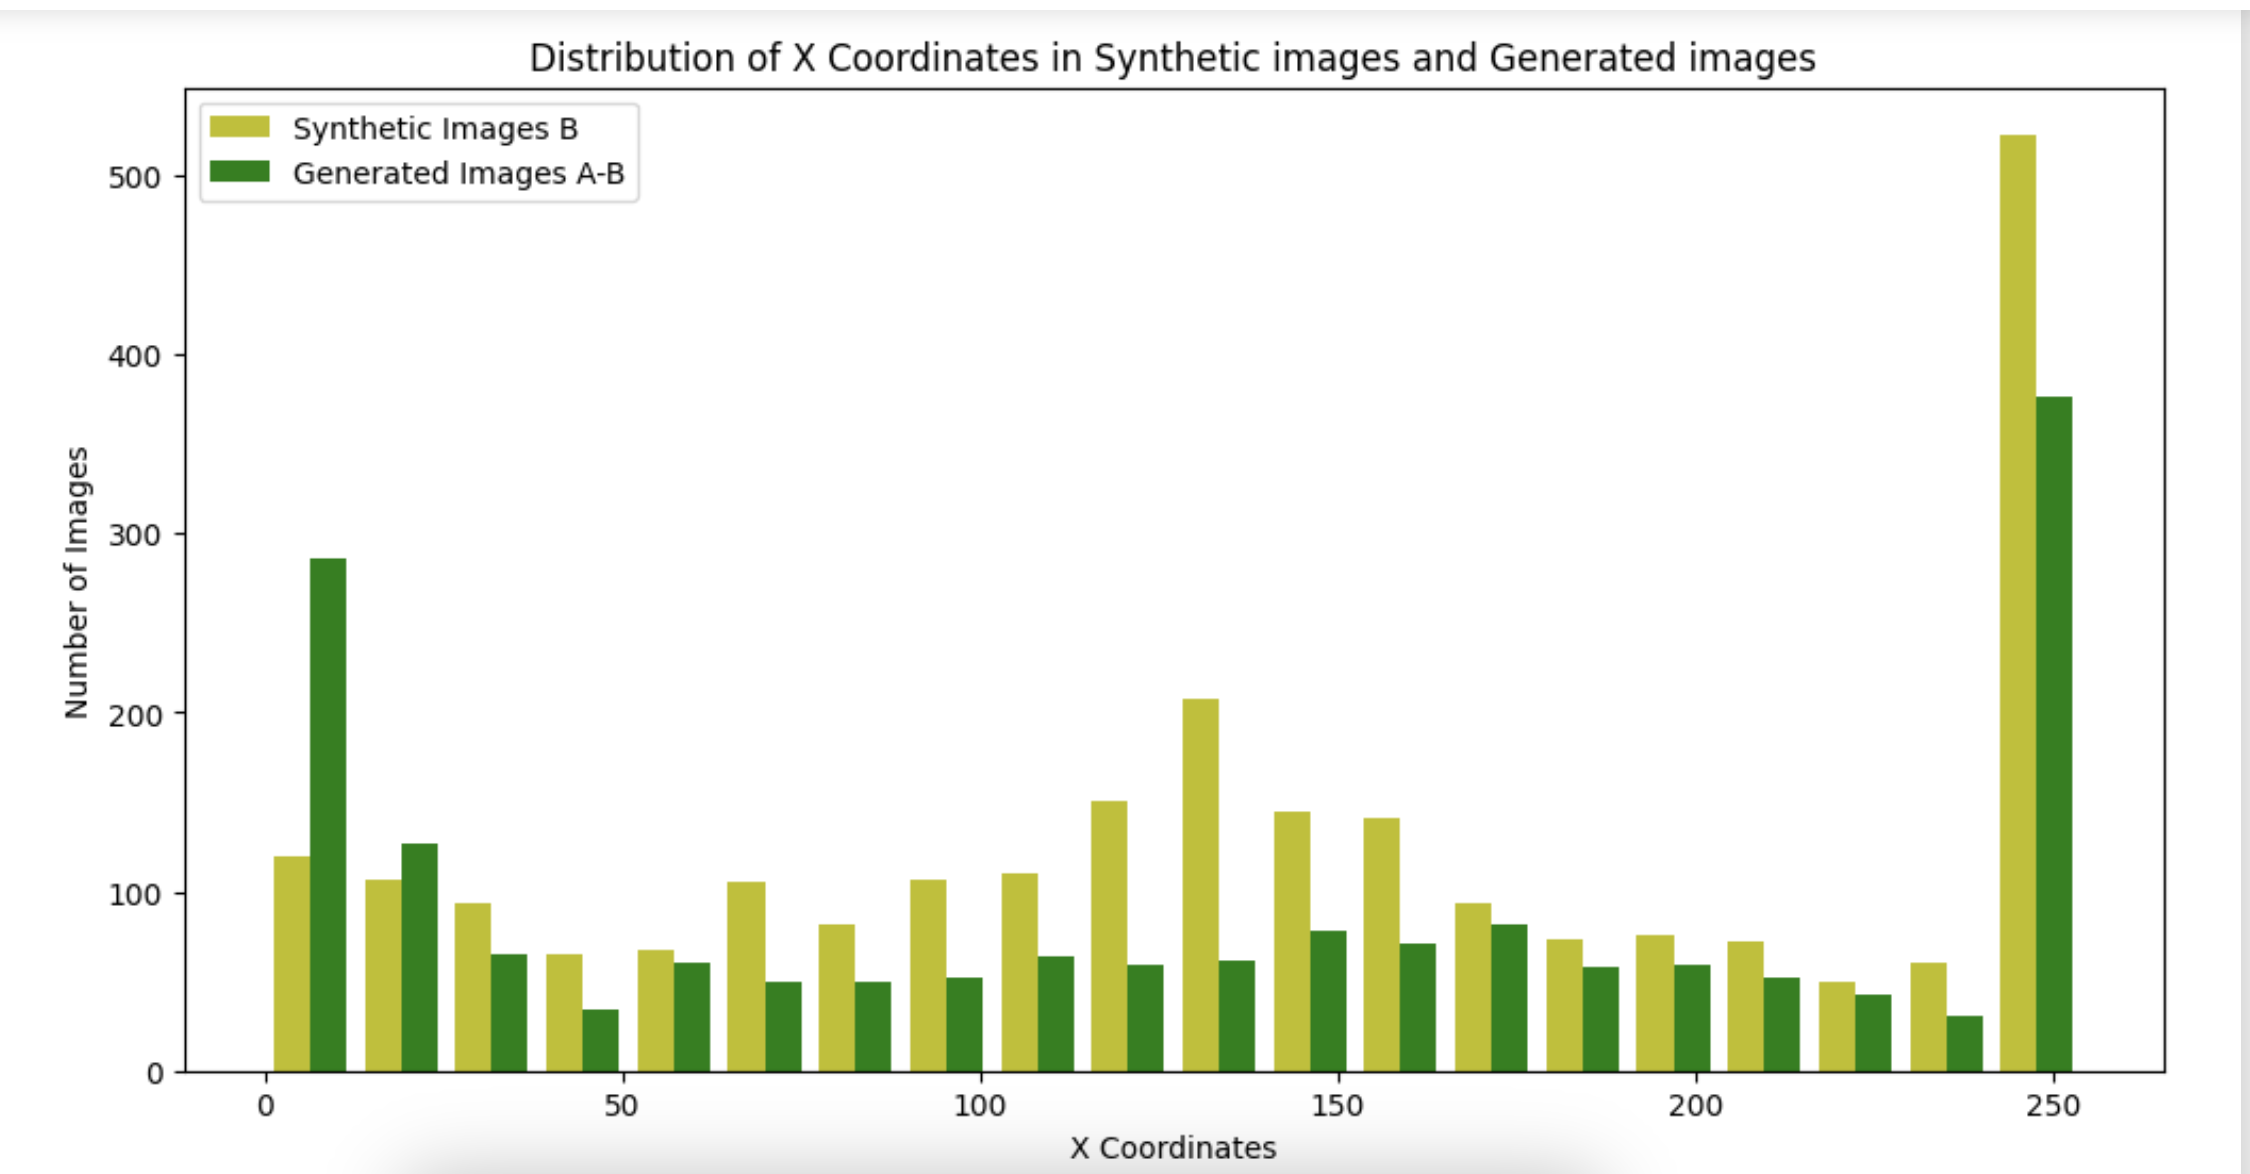 Distribution of X Coordinates in Synthetic images and Generated images
Synthetic Images B
Generated Images A-B
500
400
300
200
100
0
Number of Images
0 50 100 150 200 250
X Coordinates